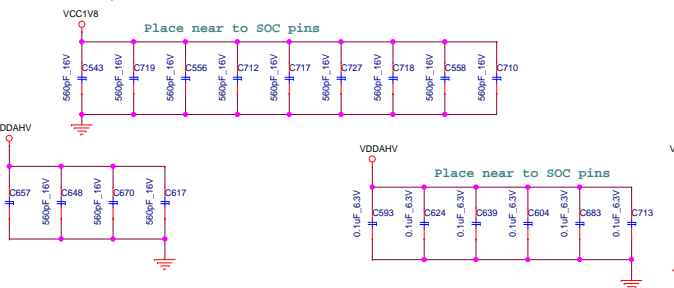 VCC1V8
Place near to SOC pins
560pF_16V C543 560pF_16V C719 560pF_16V C556 560pF_16V C712 560pF_16V C717 560pF_16V C727 560pF_16V C718 560pF_16V C558 560pF_16V C710
DDAHV
C657 560pF_16V C648 560pF_16V C670 560pF_16V C617
VDDAHV
Place near to SOC pins
0.1uF_6.3V C593 0.1uF_6.3V C624 0.1uF_6.3V C639 0.1uF_6.3V C604 0.1uF_6.3V C683 0.1uF_6.3V C713
V